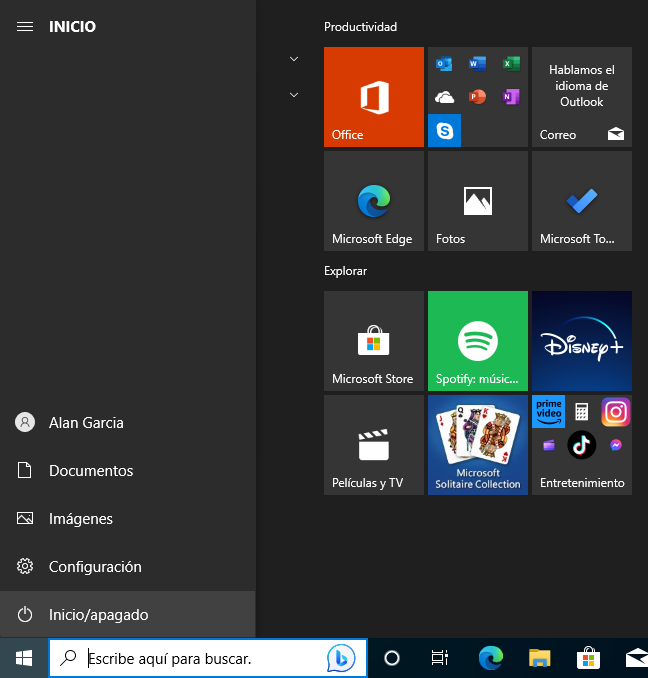 INICIO
Alan Garcia
Documentos
Imágenes
Configuración
Inicio/apagado
Productividad
Office
Hablamos el
idioma de
Outlook
Correo
Microsoft Edge
Fotos
Microsoft To...
Explorar
Microsoft Store
Spotify: músic...
Disney+
Películas y TV
Microsoft
Solitaire Collection
prime
video
Entretenimiento
Escribe aquí para buscar.